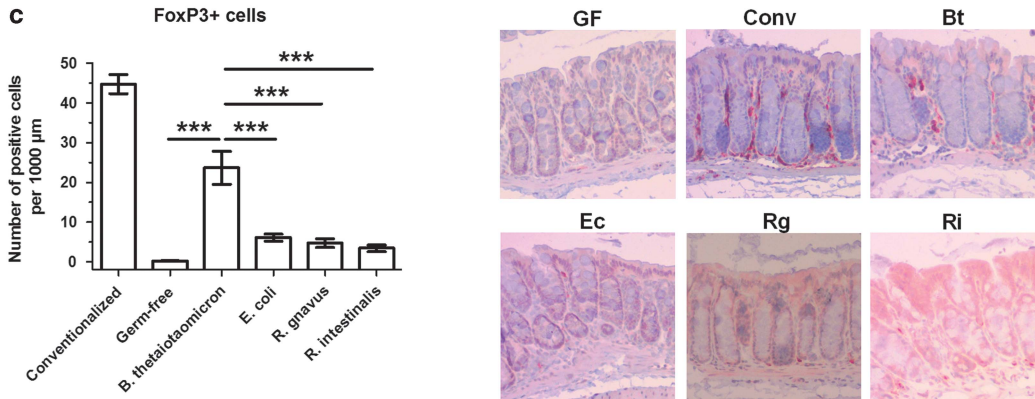 c
FoxP3+ cells
Number of positive cells
per 1000 μm
50
40
30
20
10
0
***
***
***
***
Conventionalized
Germ-free
B. thetaiotaomicron
E. coli
R. gnavus
R. intestinalis
GF
Conv
Bt
Ec
Rg
Ri